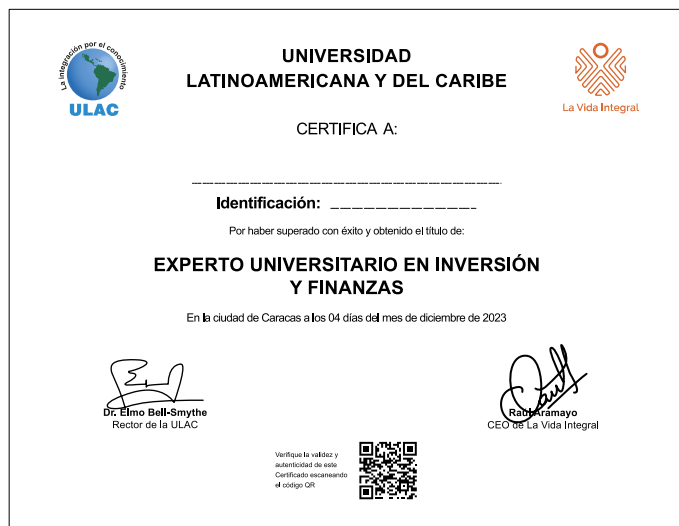 La integración por el conocimiento
ULAC
UNIVERSIDAD
LATINOAMERICANA Y DEL CARIBE
La Vida Integral
CERTIFICA A:
Identificación:
Por haber superado con éxito y obtenido el título de:
EXPERTO UNIVERSITARIO EN INVERSIÓN
Y FINANZAS
En la ciudad de Caracas a los 04 días del mes de diciembre de 2023
Dr. Elmo Bell-Smythe
Rector de la ULAC
Raúl Aramayo
CEO de La Vida Integral
Verifique la validez y
autenticidad de este
Certificado escaneando
el código QR